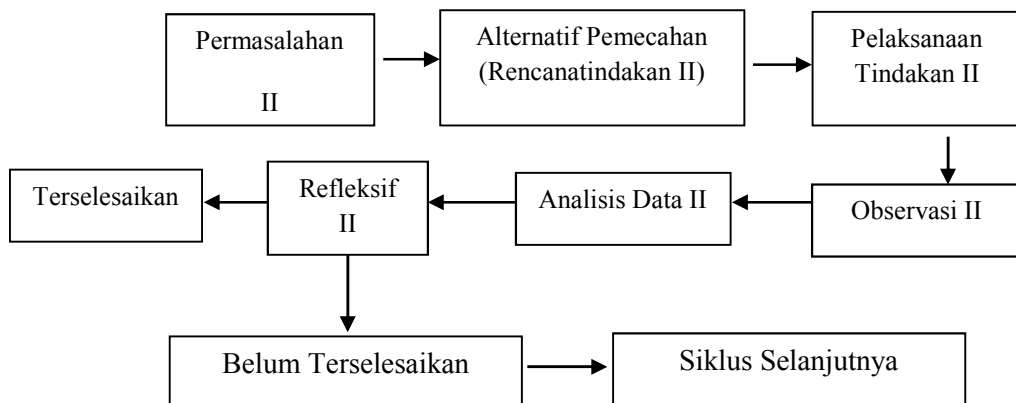 Permasalahan
II
Alternatif Pemecahan
(Rencanatindakan II)
Pelaksanaan
Tindakan II
Terselesaikan
Refleksif
II
Analisis Data II
Observasi II
Belum Terselesaikan
Siklus Selanjutnya